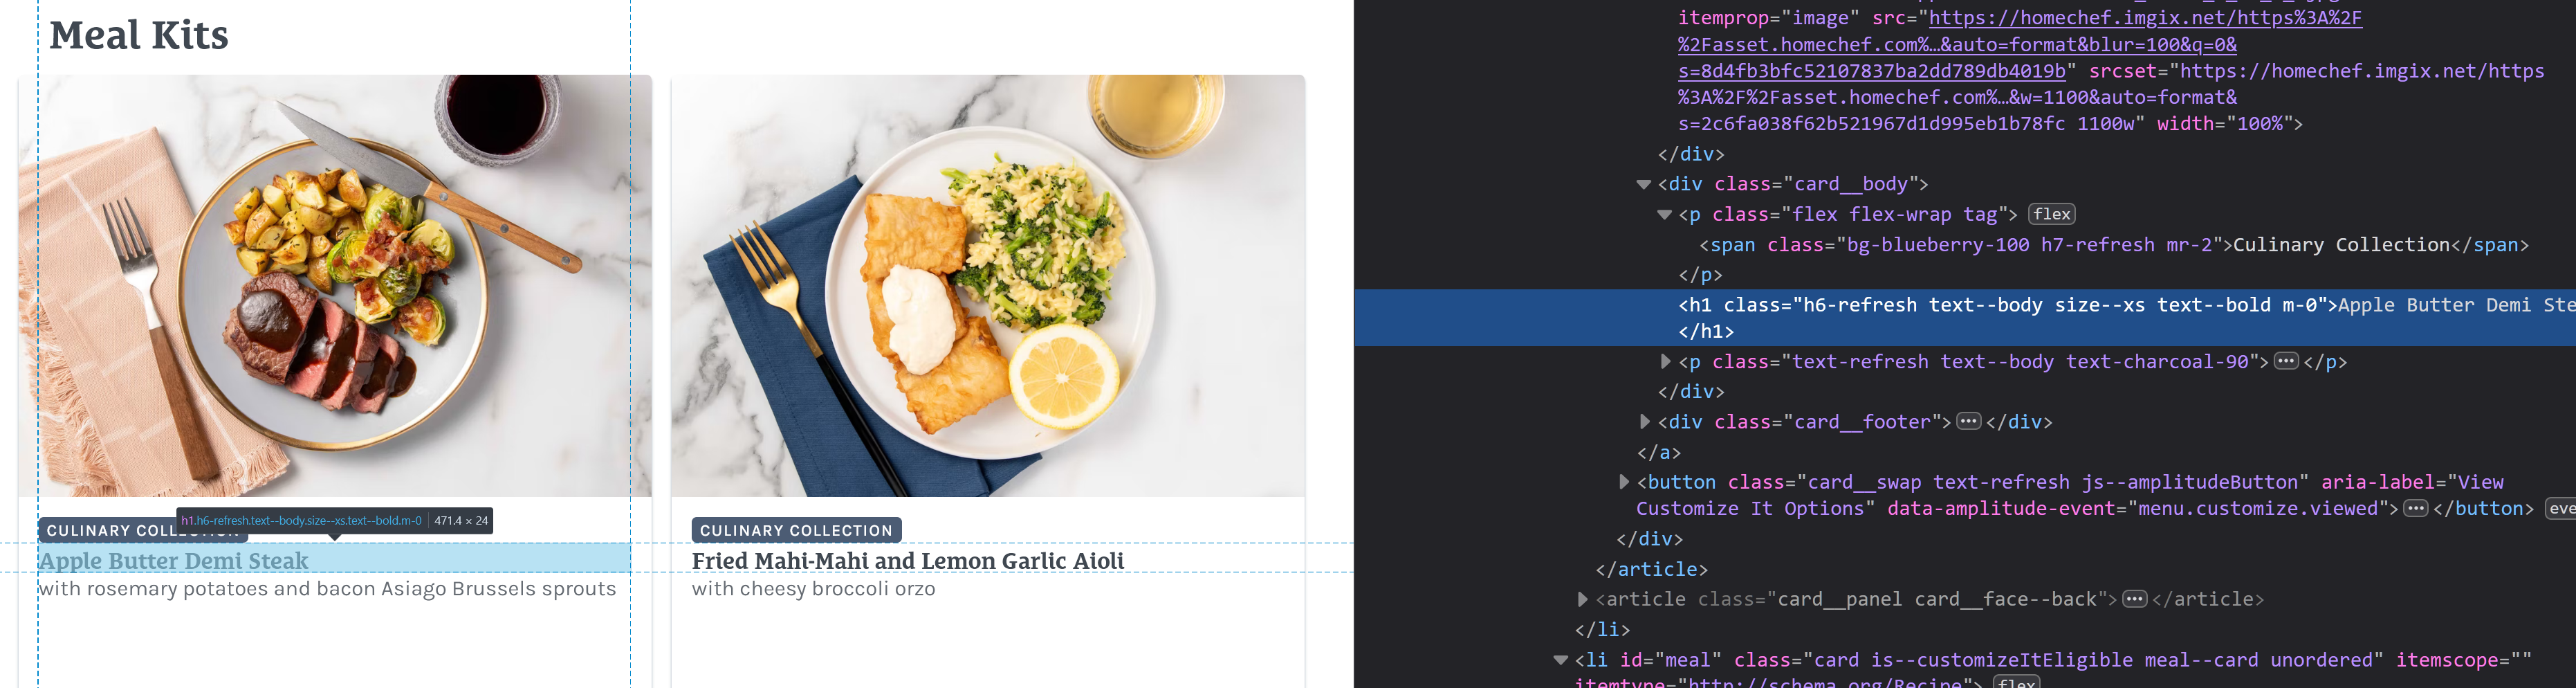 Meal Kits
CULINARY COLL
h1.h6-refresh.text--body.size--xs.text--bold.m-0 471.4 × 24
Apple Butter Demi Steak
with rosemary potatoes and bacon Asiago Brussels sprouts
CULINARY COLLECTION
Fried Mahi-Mahi and Lemon Garlic Aioli
with cheesy broccoli orzo
itemprop="image" src="https://homechef.imgix.net/https%3A%2F
%2Fasset.homechef.com%…&auto=format&blur=100&q=0&
s=8d4fb3bfc52107837ba2dd789db4019b" srcset="https://homechef.imgix.net/https
%3A%2F%2Fasset.homechef.com%…&w=1100&auto=format&
s=2c6fa038f62b521967d1d995eb1b78fc 1100w" width="100%">
</div>
<div class="card__body">
<p class="flex flex-wrap tag"> flex
<span class="bg-blueberry-100 h7-refresh mr-2">Culinary Collection</span>
</p>
<h1 class="h6-refresh text--body size--xs text--bold m-0">Apple Butter Demi Ste
</h1>
<p class="text-refresh text--body text-charcoal-90">…</p>
</div>
<div class="card__footer">…</div>
</a>
<button class="card__swap text-refresh js--amplitudeButton" aria-label="View
Customize It Options" data-amplitude-event="menu.customize.viewed">…</button> eve
</div>
</article>
<article class="card__panel card__face--back">…</article>
</li>
<li id="meal" class="card is--customizeItEligible meal--card unordered" itemscope=""
itemtype="http://schema.org/Recipe"> flex